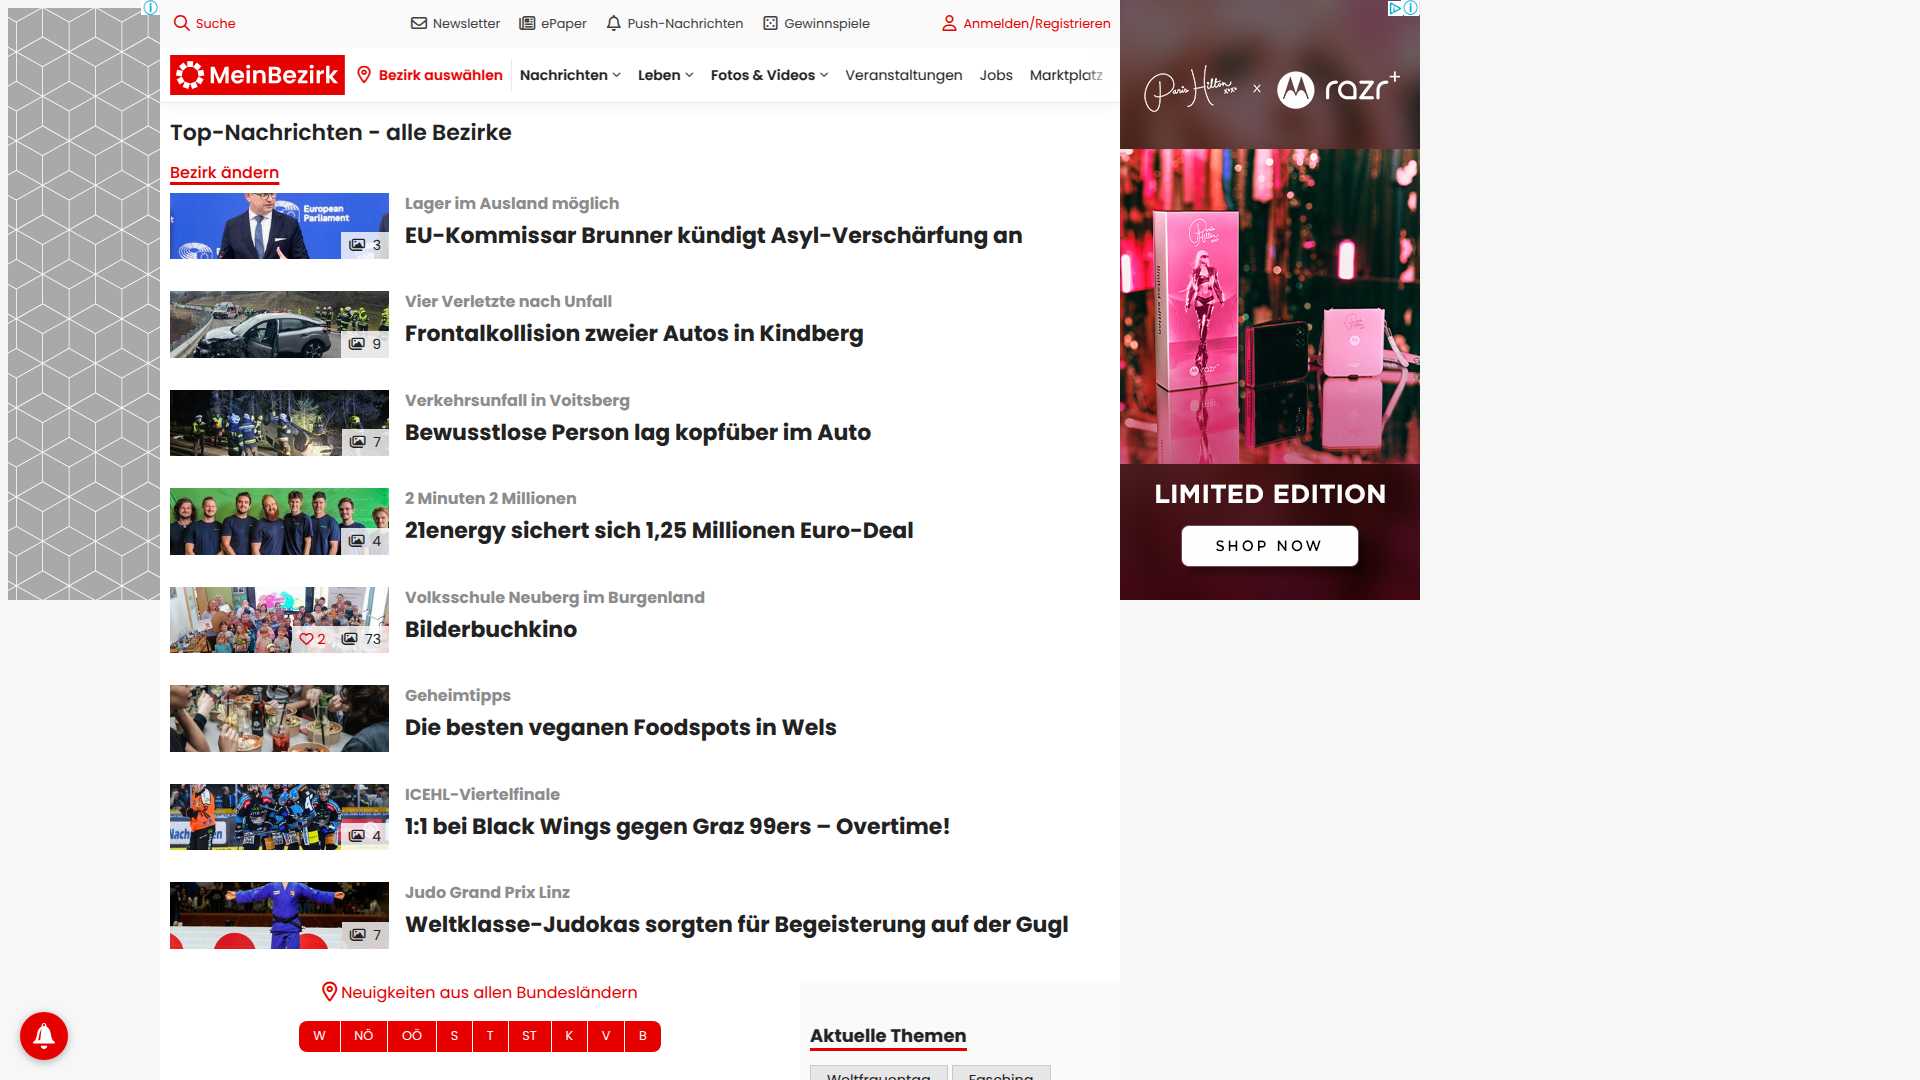 Suche
Newsletter
ePaper
Push-Nachrichten
Gewinnspiele
Anmelden/Registrieren
MeinBezirk
Bezirk auswählen
Nachrichten
Leben
Fotos & Videos
Veranstaltungen
Jobs
Marktplatz
Top-Nachrichten - alle Bezirke
Bezirk ändern
European
Parliament
3
Lager im Ausland möglich
EU-Kommissar Brunner kündigt Asyl-Verschärfung an
9
Vier Verletzte nach Unfall
Frontalkollision zweier Autos in Kindberg
7
Verkehrsunfall in Voitsberg
Bewusstlose Person lag kopfüber im Auto
4
2 Minuten 2 Millionen
21energy sichert sich 1,25 Millionen Euro-Deal
2 73
Volksschule Neuberg im Burgenland
Bilderbuchkino
Geheimtipps
Die besten veganen Foodspots in Wels
Nachrichten
4
ICEHL-Viertelfinale
1:1 bei Black Wings gegen Graz 99ers – Overtime!
7
Judo Grand Prix Linz
Weltklasse-Judokas sorgten für Begeisterung auf der Gugl
Neuigkeiten aus allen Bundesländern
W NÖ OÖ S T ST K V B
Aktuelle Themen
Weltfrauentag
Fasching
Paris Hilton x razr+
razr+
LIMITED EDITION
SHOP NOW